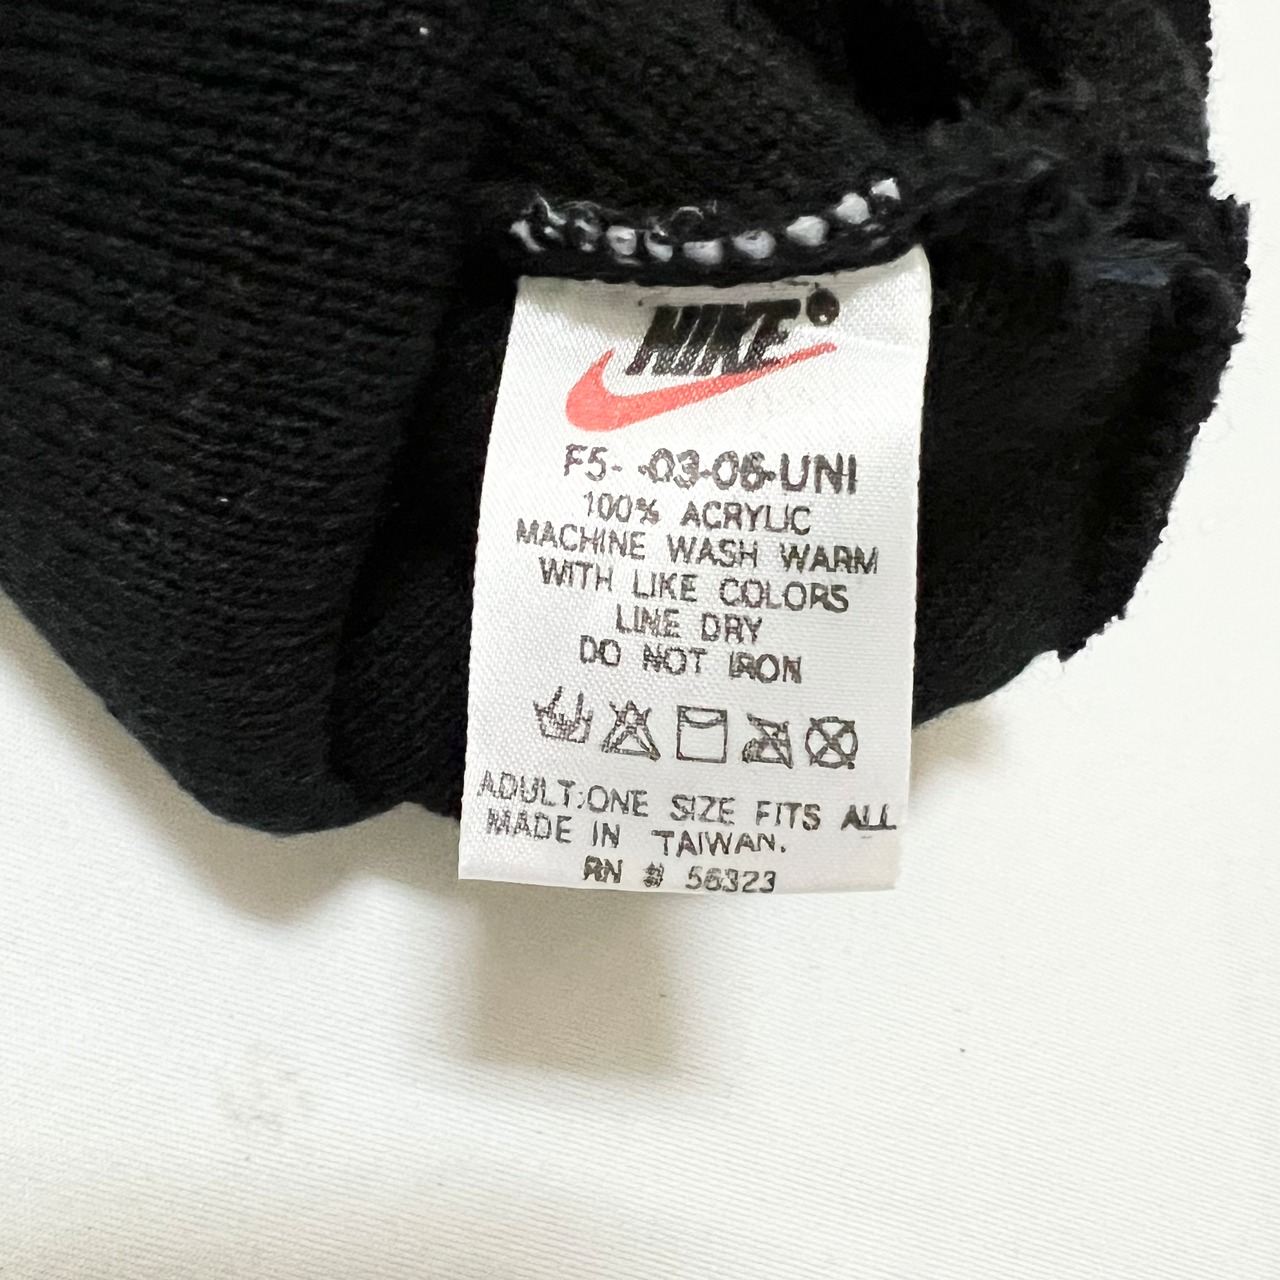 NIKE®
F5- -03-06-UNI
100% ACRYLIC
MACHINE WASH WARM
WITH LIKE COLORS
LINE DRY
DO NOT IRON
ADULT:ONE SIZE FITS ALL
MADE IN TAIWAN.
RN # 56323